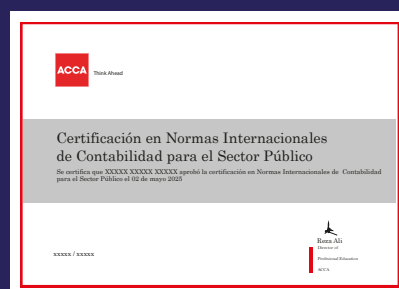 ACCA
Think Ahead
Certificación en Normas Internacionales
de Contabilidad para el Sector Público
Se certifica que XXXXX XXXXX XXXXX aprobó la certificación en Normas Internacionales de Contabilidad
para el Sector Público el 02 de mayo 2025
xxxxx / xxxxx
Reza Ali
Director of
Professional Education
ACCA